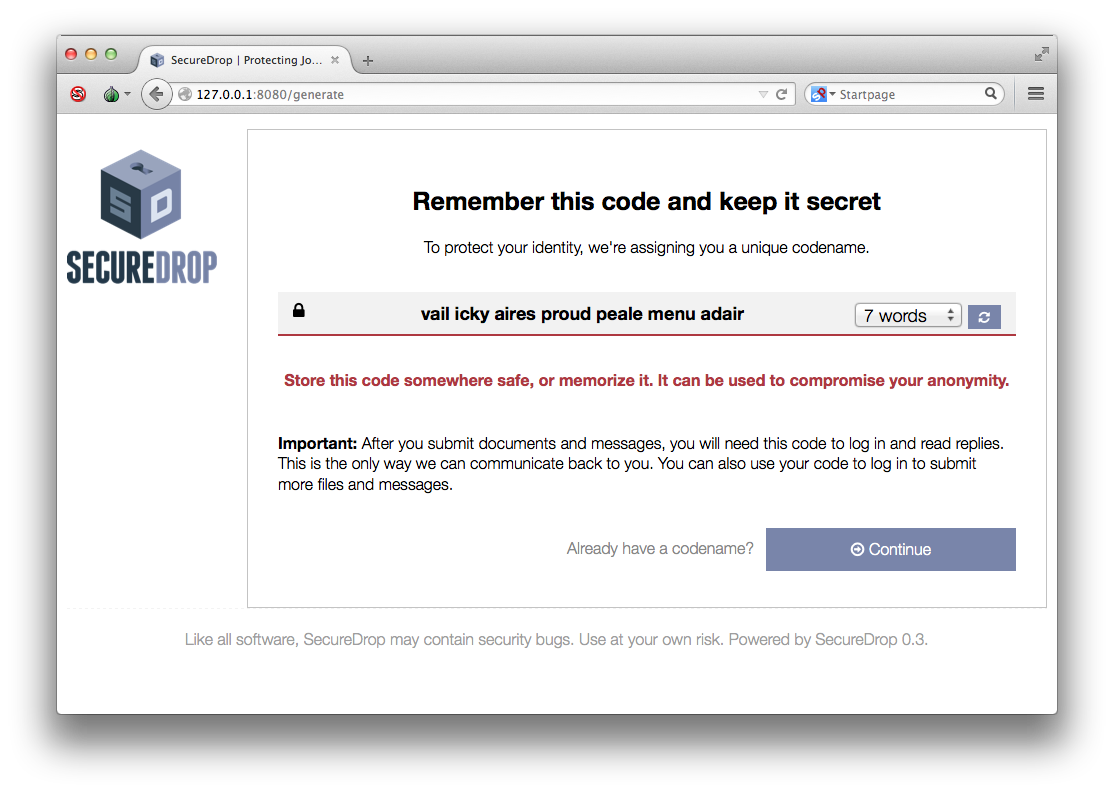 SecureDrop | Protecting Jo...
127.0.0.1:8080/generate
Startpage
SD
SECUREDROP
Remember this code and keep it secret
To protect your identity, we're assigning you a unique codename.
vail icky aires proud peale menu adair
7 words
Store this code somewhere safe, or memorize it. It can be used to compromise your anonymity.
Important: After you submit documents and messages, you will need this code to log in and read replies.
This is the only way we can communicate back to you. You can also use your code to log in to submit
more files and messages.
Already have a codename?
Continue
Like all software, SecureDrop may contain security bugs. Use at your own risk. Powered by SecureDrop 0.3.